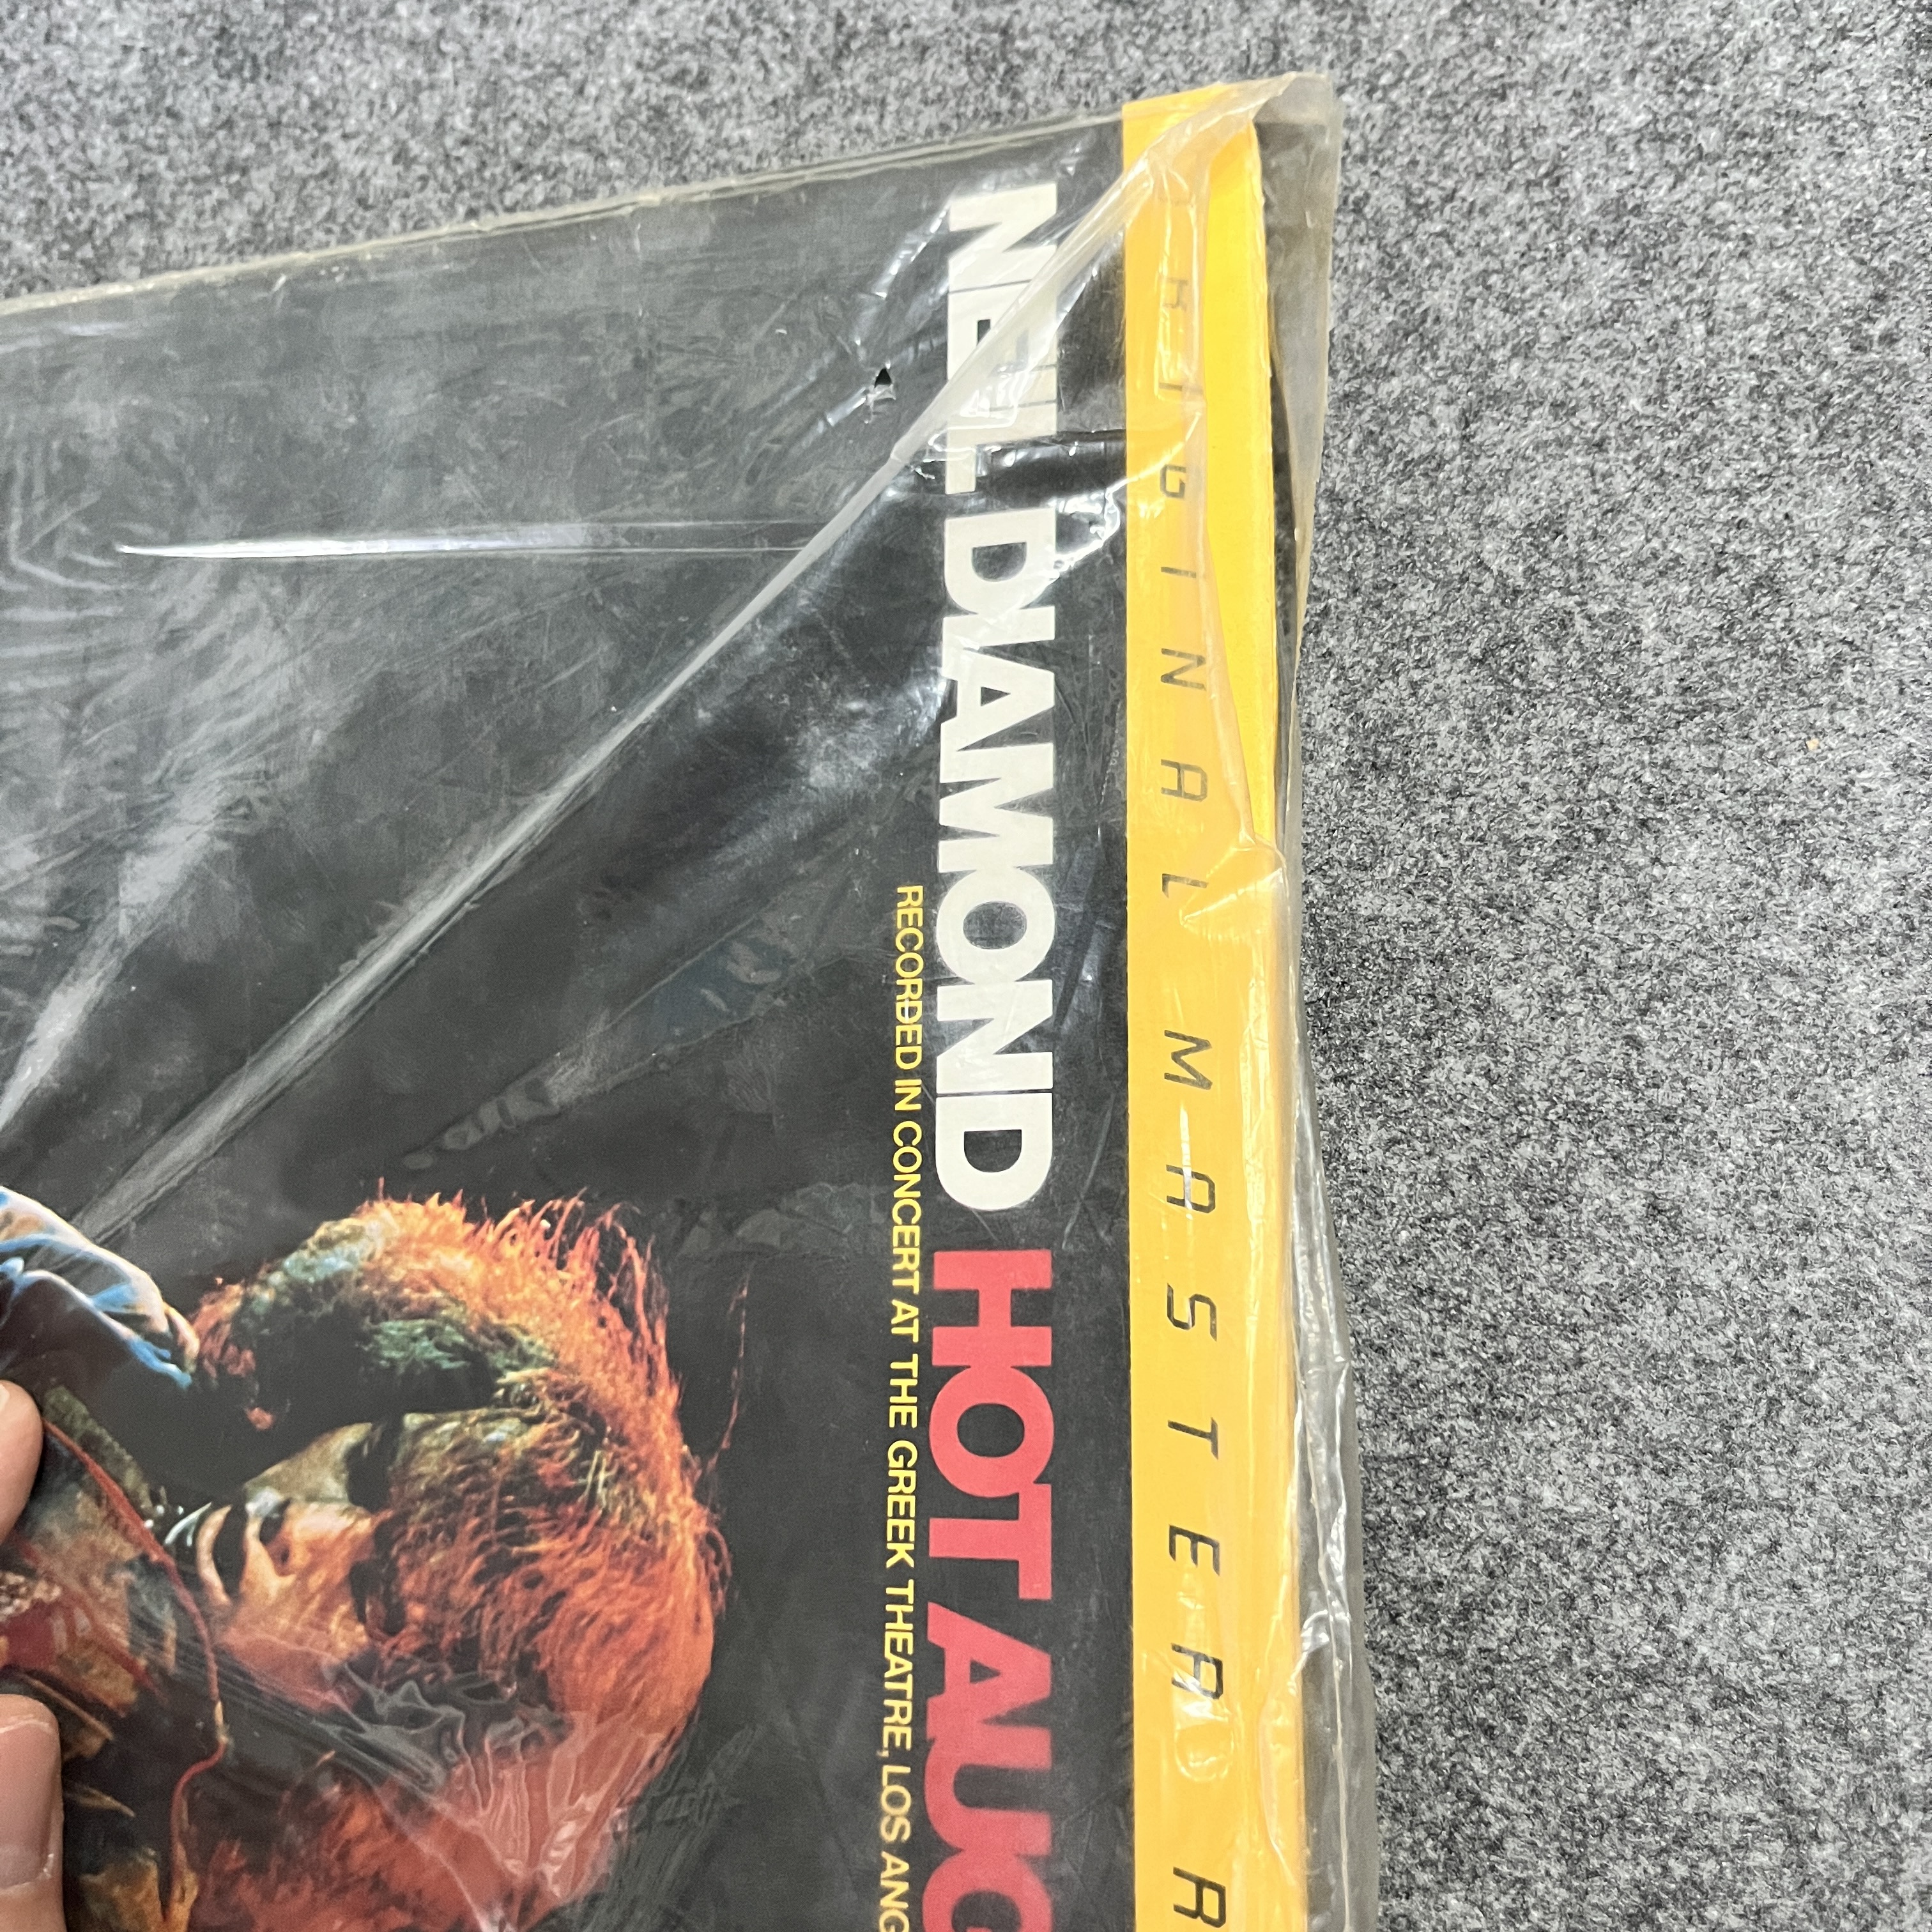 ORIGINAL MASTER R
NEIL DIAMOND HOT AUG
RECORDED IN CONCERT AT THE GREEK THEATRE, LOS ANG